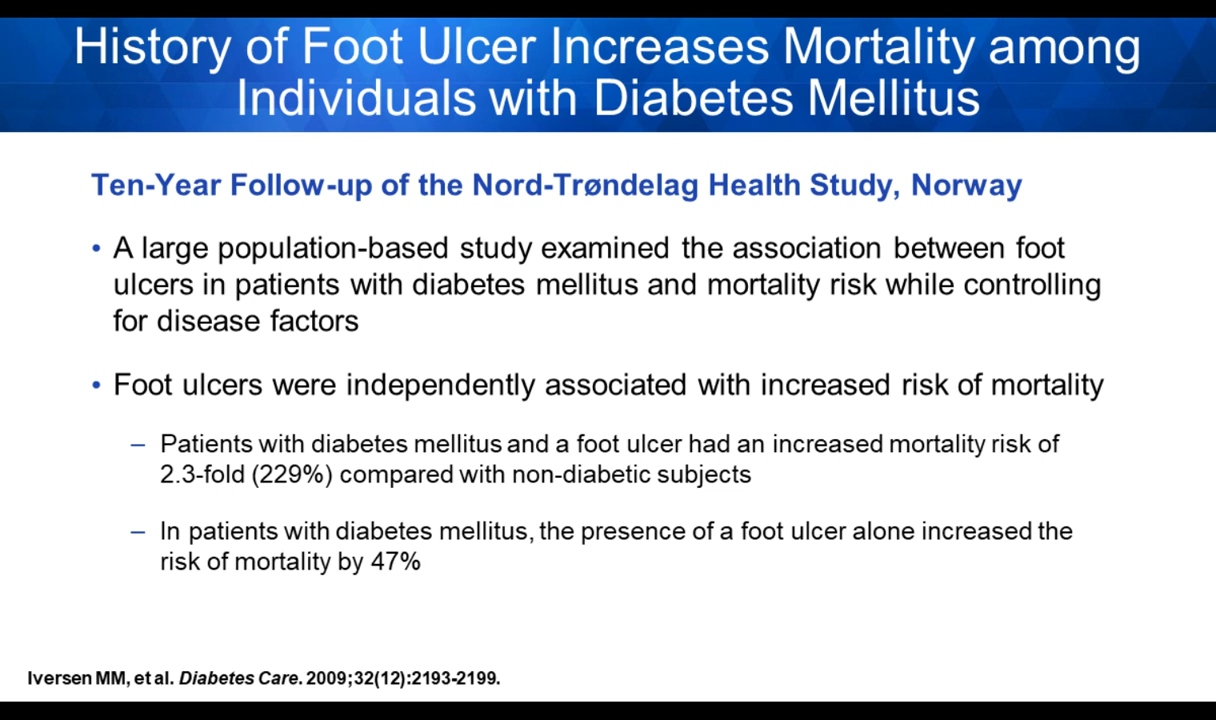 History of Foot Ulcer Increases Mortality among
Individuals with Diabetes Mellitus
Ten-Year Follow-up of the Nord-Trøndelag Health Study, Norway
• A large population-based study examined the association between foot
ulcers in patients with diabetes mellitus and mortality risk while controlling
for disease factors
• Foot ulcers were independently associated with increased risk of mortality
– Patients with diabetes mellitus and a foot ulcer had an increased mortality risk of
2.3-fold (229%) compared with non-diabetic subjects
– In patients with diabetes mellitus, the presence of a foot ulcer alone increased the
risk of mortality by 47%
Iversen MM, et al. Diabetes Care. 2009;32(12):2193-2199.